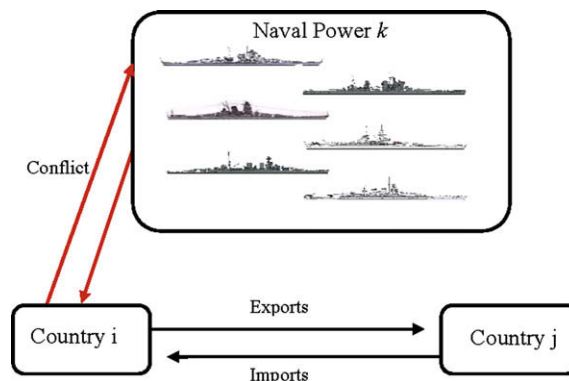 Naval Power k
Conflict
Exports
Country i
Country j
Imports